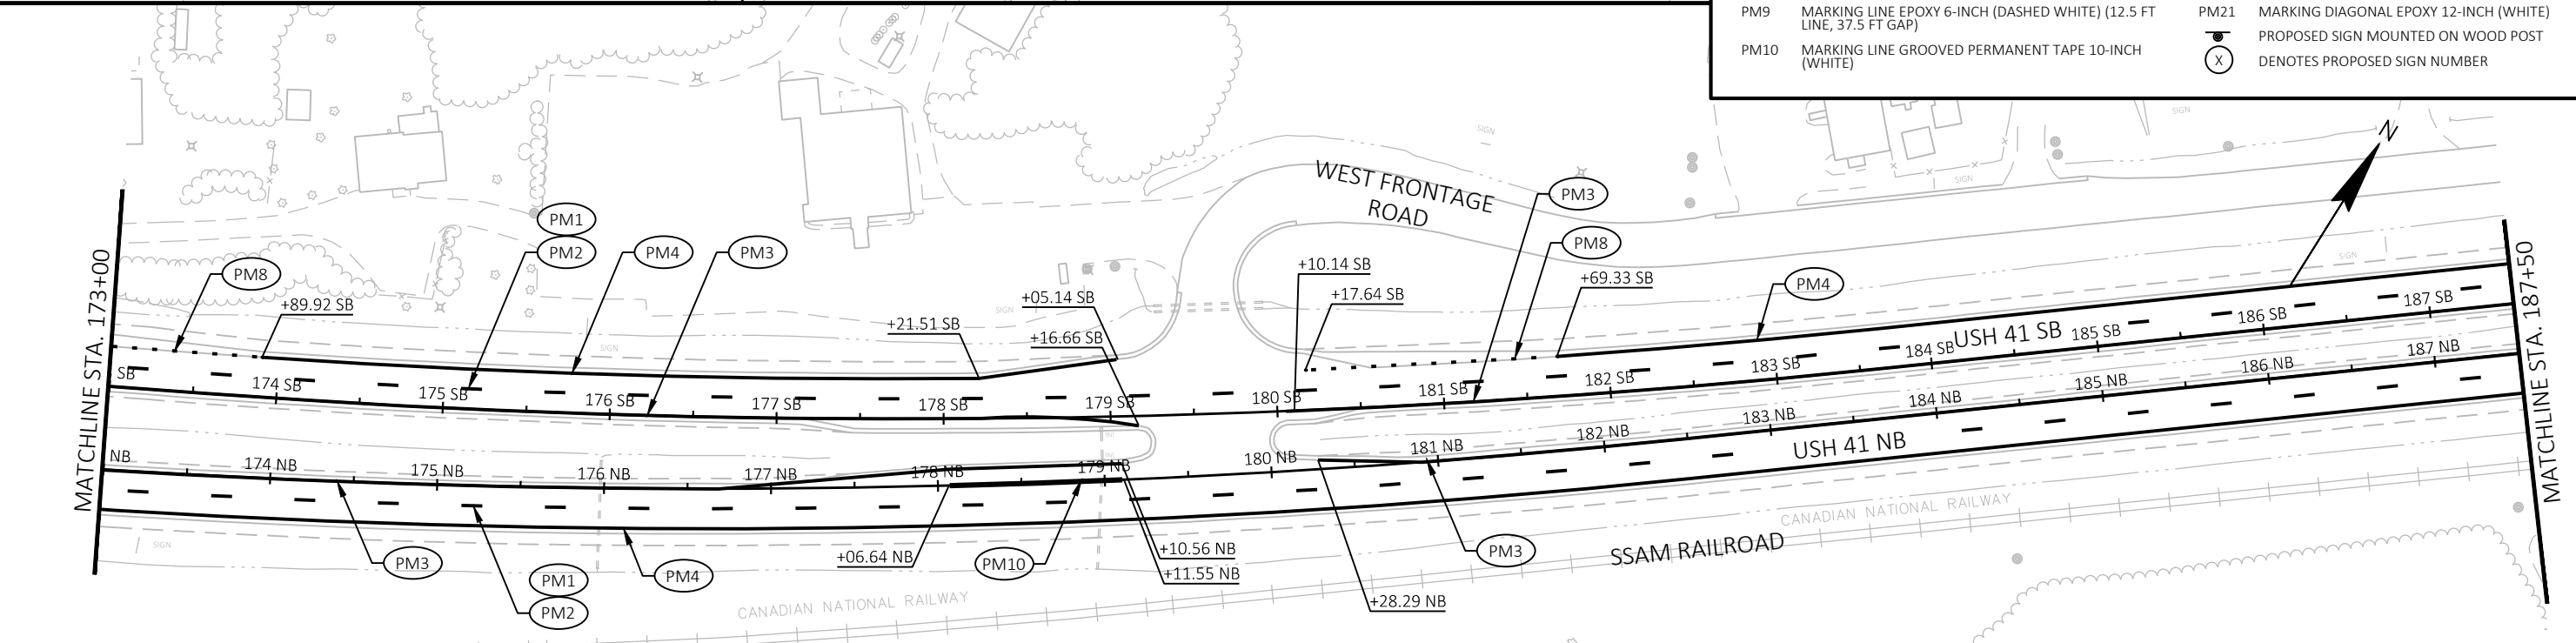 PM9 MARKING LINE EPOXY 6-INCH (DASHED WHITE) (12.5 FT
LINE, 37.5 FT GAP)
PM21 MARKING DIAGONAL EPOXY 12-INCH (WHITE)
PROPOSED SIGN MOUNTED ON WOOD POST
PM10 MARKING LINE GROOVED PERMANENT TAPE 10-INCH
(WHITE)
X DENOTES PROPOSED SIGN NUMBER
SIGN
SIGN
N
SIGN
WEST FRONTAGE
ROAD
PM3
PM1
PM2
PM4
PM3
PM8
PM8
+10.14 SB
+17.64 SB
+69.33 SB
PM4
SIGN
MATCHLINE STA. 173+00
MATCHLINE STA. 187+50
+89.92 SB
+05.14 SB
SIGN
+21.51 SB
+16.66 SB
SIGN
USH 41 SB
SB
174 SB
175 SB
176 SB
177 SB
178 SB
179 SB
180 SB
181 SB
182 SB
183 SB
184 SB
185 SB
186 SB
187 SB
NB
174 NB
175 NB
176 NB
177 NB
178 NB
179 NB
180 NB
181 NB
182 NB
183 NB
184 NB
185 NB
186 NB
187 NB
USH 41 NB
SIGN
PM3
PM1
PM2
PM4
+06.64 NB
PM10
+10.56 NB
+11.55 NB
PM3
+28.29 NB
SSAM RAILROAD
CANADIAN NATIONAL RAILWAY
CANADIAN NATIONAL RAILWAY